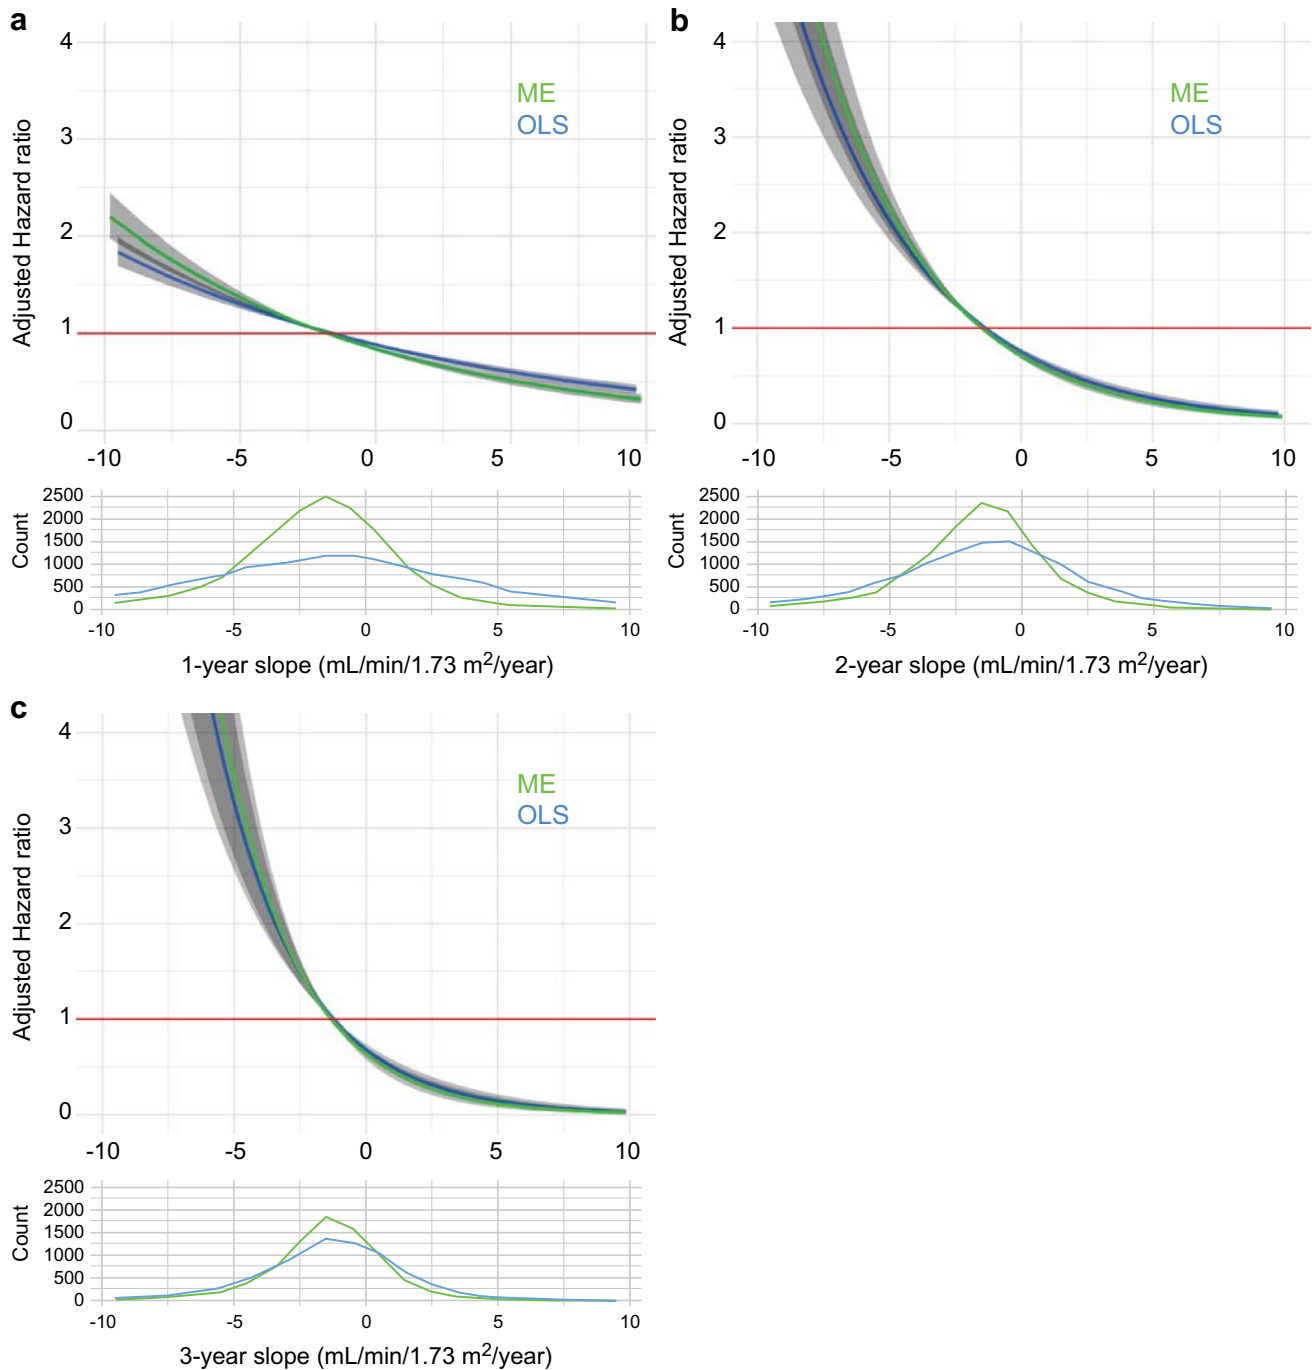 a
Adjusted Hazard ratio
4
3
2
1
0
ME
OLS
-10 -5 0 5 10
Count
2500
2000
1500
1000
500
0
-10 -5 0 5 10
1-year slope (mL/min/1.73 m²/year)
b
Adjusted Hazard ratio
4
3
2
1
0
ME
OLS
-10 -5 0 5 10
Count
2500
2000
1500
1000
500
0
-10 -5 0 5 10
2-year slope (mL/min/1.73 m²/year)
c
Adjusted Hazard ratio
4
3
2
1
0
ME
OLS
-10 -5 0 5 10
Count
2500
2000
1500
1000
500
0
-10 -5 0 5 10
3-year slope (mL/min/1.73 m²/year)